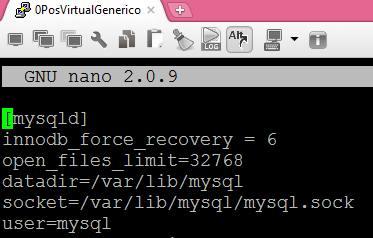 0PosVirtualGenerico
LOG
Alt
GNU nano 2.0.9
[mysqld]
innodb_force_recovery = 6
open_files_limit=32768
datadir=/var/lib/mysql
socket=/var/lib/mysql/mysql.sock
user=mysql